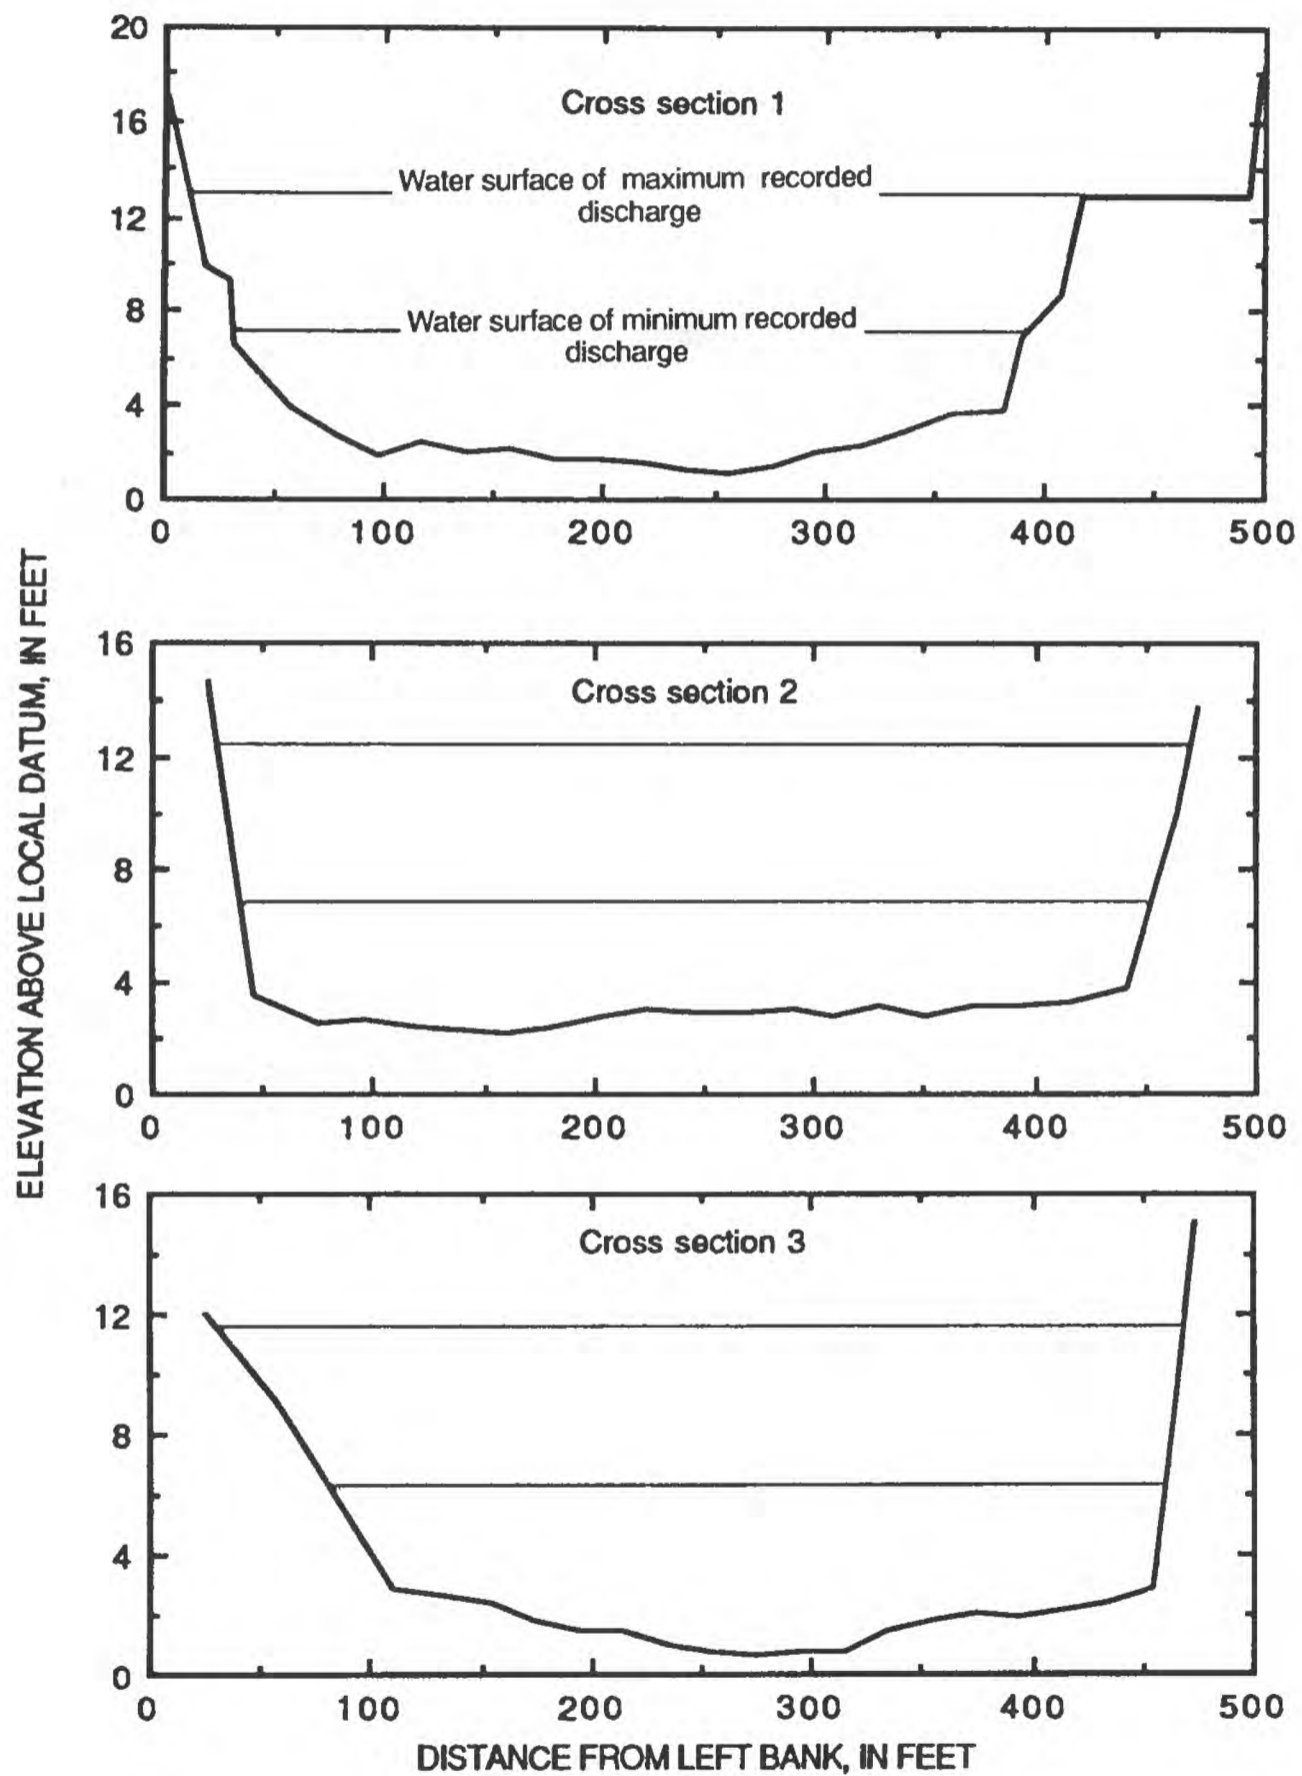 20
Cross section 1
16
Water surface of maximum recorded
discharge
12
8
Water surface of minimum recorded
discharge
4
0
0 100 200 300 400 500
ELEVATION ABOVE LOCAL DATUM, IN FEET
16
Cross section 2
12
8
4
0
0 100 200 300 400 500
16
Cross section 3
12
8
4
0
0 100 200 300 400 500
DISTANCE FROM LEFT BANK, IN FEET